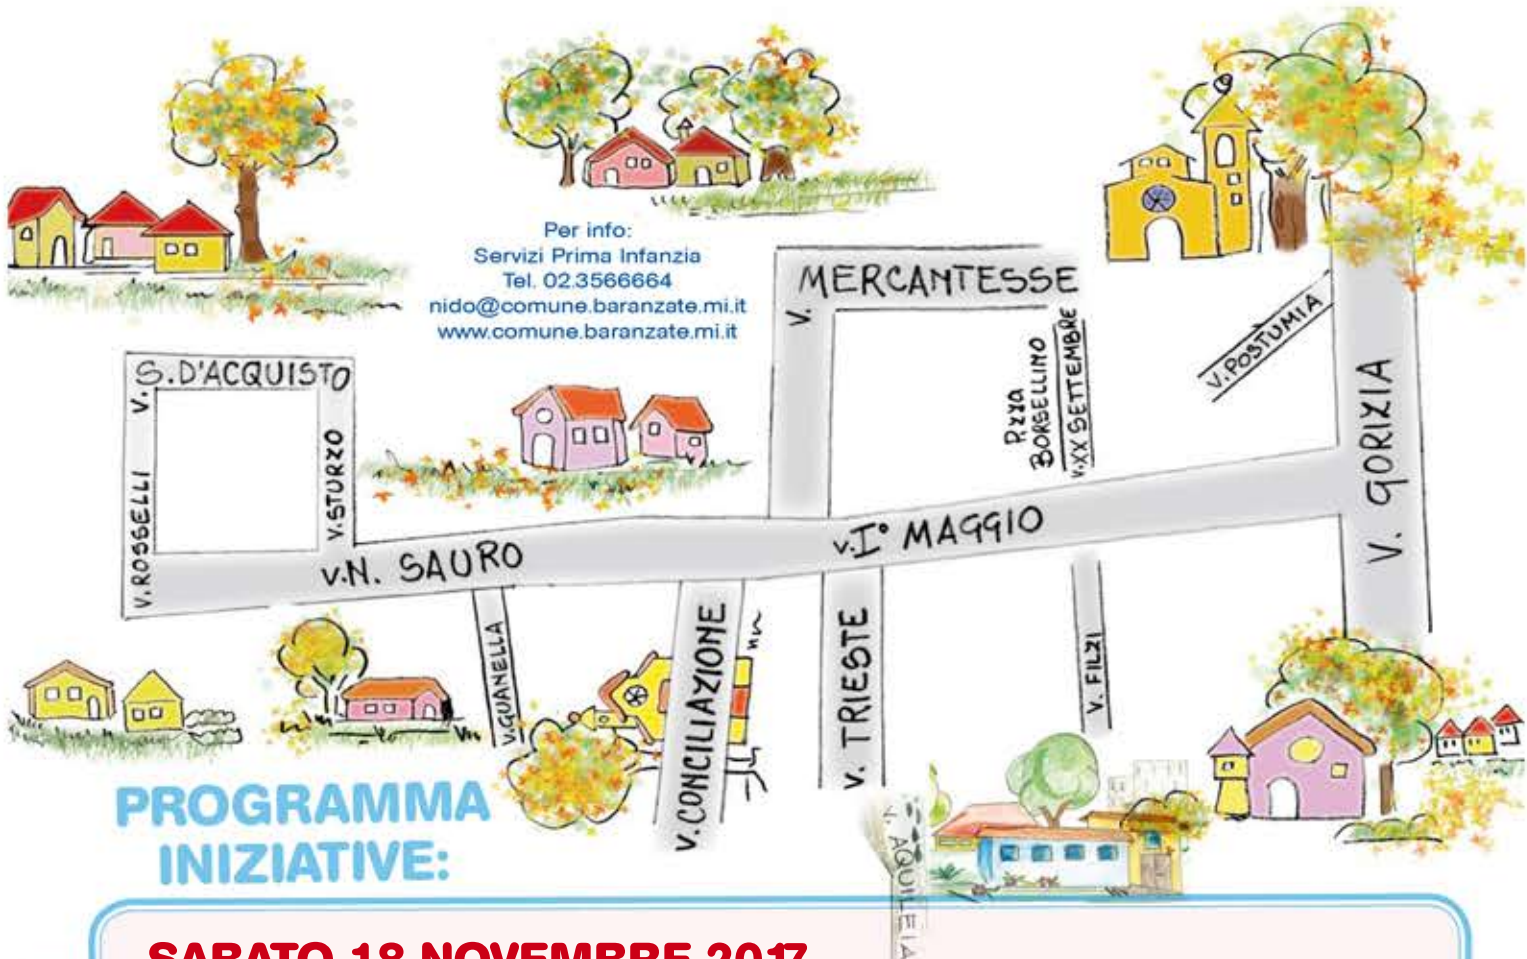 Per info:
Servizi Prima Infanzia
Tel. 02.3566664
nido@comune.baranzate.mi.it
www.comune.baranzate.mi.it
V. MERCANTESSE
V. POSTUMIA
V. S. D'ACQUISTO
P.zza
BORSELLINO
V. XX SETTEMBRE
V. GORIZIA
V. ROSSELLI
V. STURZO
V. N. SAURO
V. I° MAGGIO
V. GUANELLA
V. CONCILIAZIONE
V. TRIESTE
V. FILZI
V. AQUILEIA
PROGRAMMA
INIZIATIVE:
SABATO 18 NOVEMBRE 2017